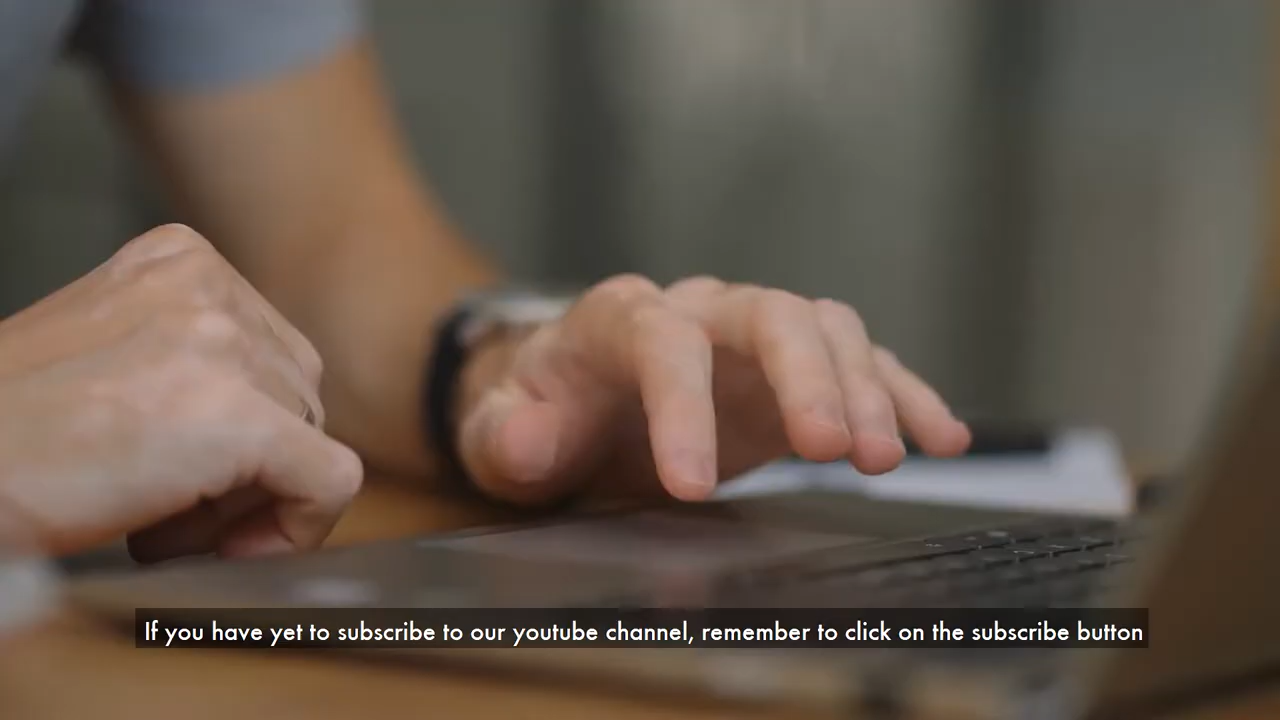 If you have yet to subscribe to our youtube channel, remember to click on the subscribe button